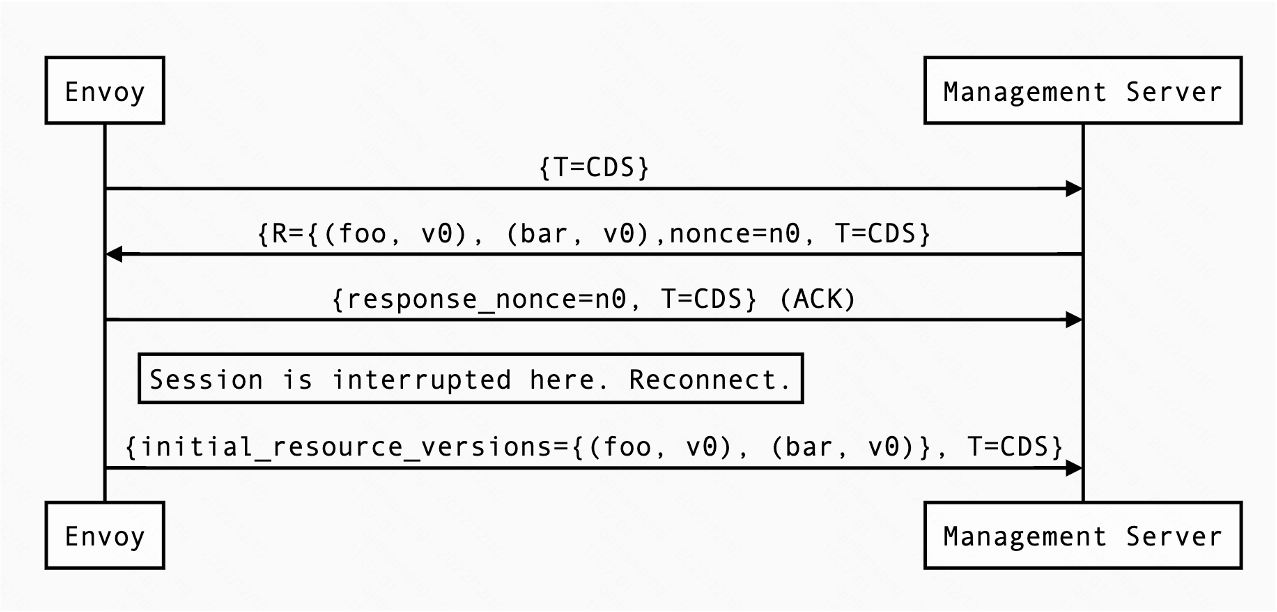 Envoy
Management Server
{T=CDS}
{R={(foo, v0), (bar, v0),nonce=n0, T=CDS}
{response_nonce=n0, T=CDS} (ACK)
Session is interrupted here. Reconnect.
{initial_resource_versions={(foo, v0), (bar, v0)}, T=CDS}
Envoy
Management Server